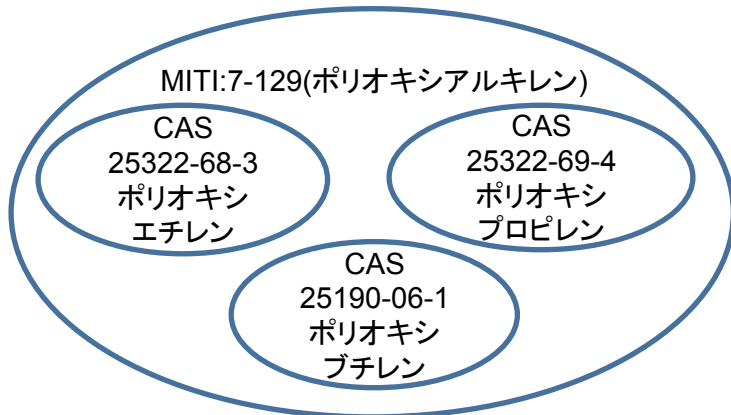 MITI:7-129(ポリオキシアルキレン)
CAS
25322-68-3
ポリオキシ
エチレン
CAS
25322-69-4
ポリオキシ
プロピレン
CAS
25190-06-1
ポリオキシ
ブチレン